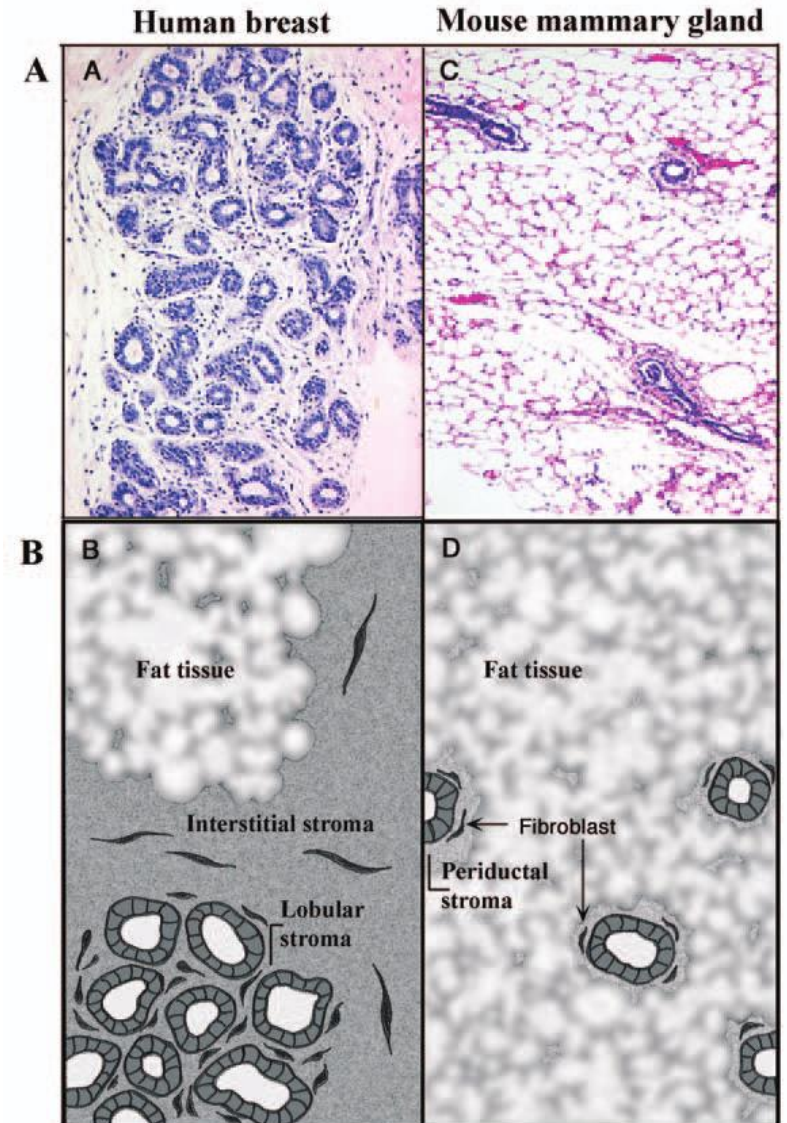 Human breast
Mouse mammary gland
A
A
C
B
B
D
Fat tissue
Fat tissue
Interstitial stroma
Fibroblast
Lobular
stroma
Periductal
stroma